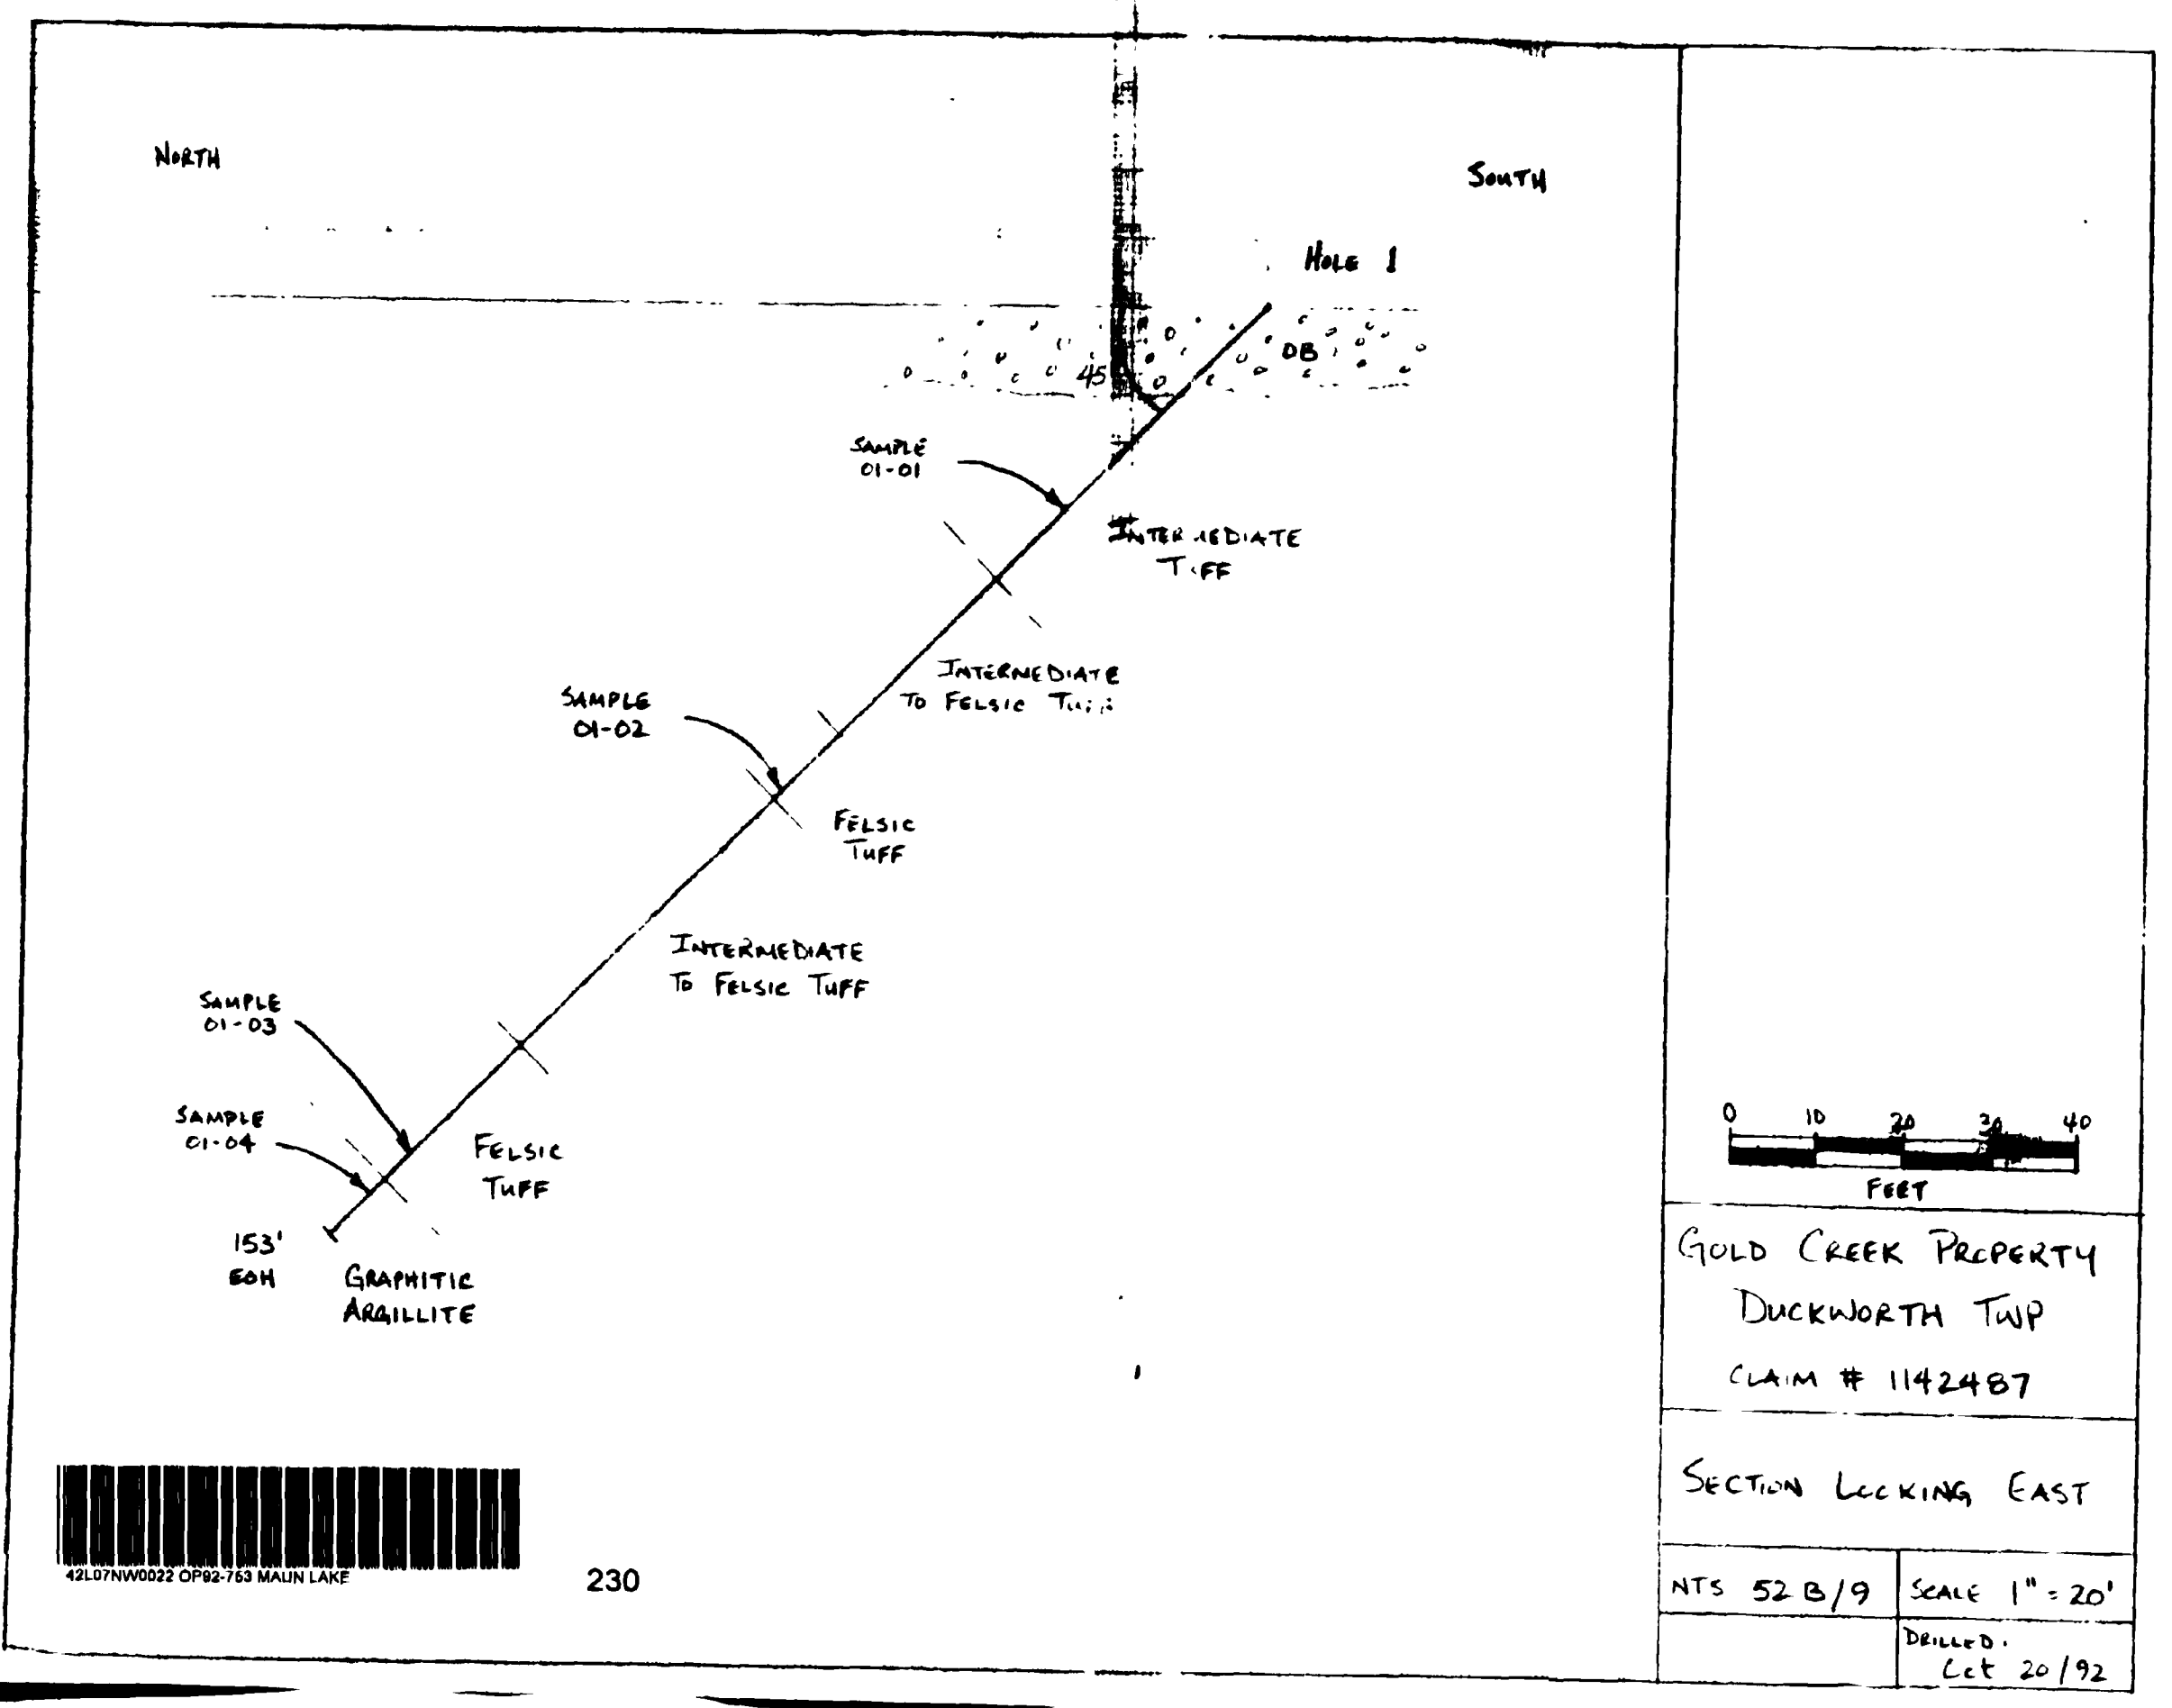 NORTH
SOUTH
HOLE 1
DB
45
SAMPLE
01-01
INTERMEDIATE
TUFF
INTERMEDIATE
TO FELSIC TUFF
SAMPLE
01-02
FELSIC
TUFF
INTERMEDIATE
TO FELSIC TUFF
SAMPLE
01-03
SAMPLE
01-04
FELSIC
TUFF
153'
EOH
GRAPHITIC
ARGILLITE
0 10 20 30 40
FEET
GOLD CREEK PROPERTY
DUCKWORTH TWP
CLAIM # 1142487
SECTION LOOKING EAST
NTS 52 B/9
SCALE 1" = 20'
DRILLED.
Oct 20/92
42L07NW0022 OP92-763 MALIN LAKE
230